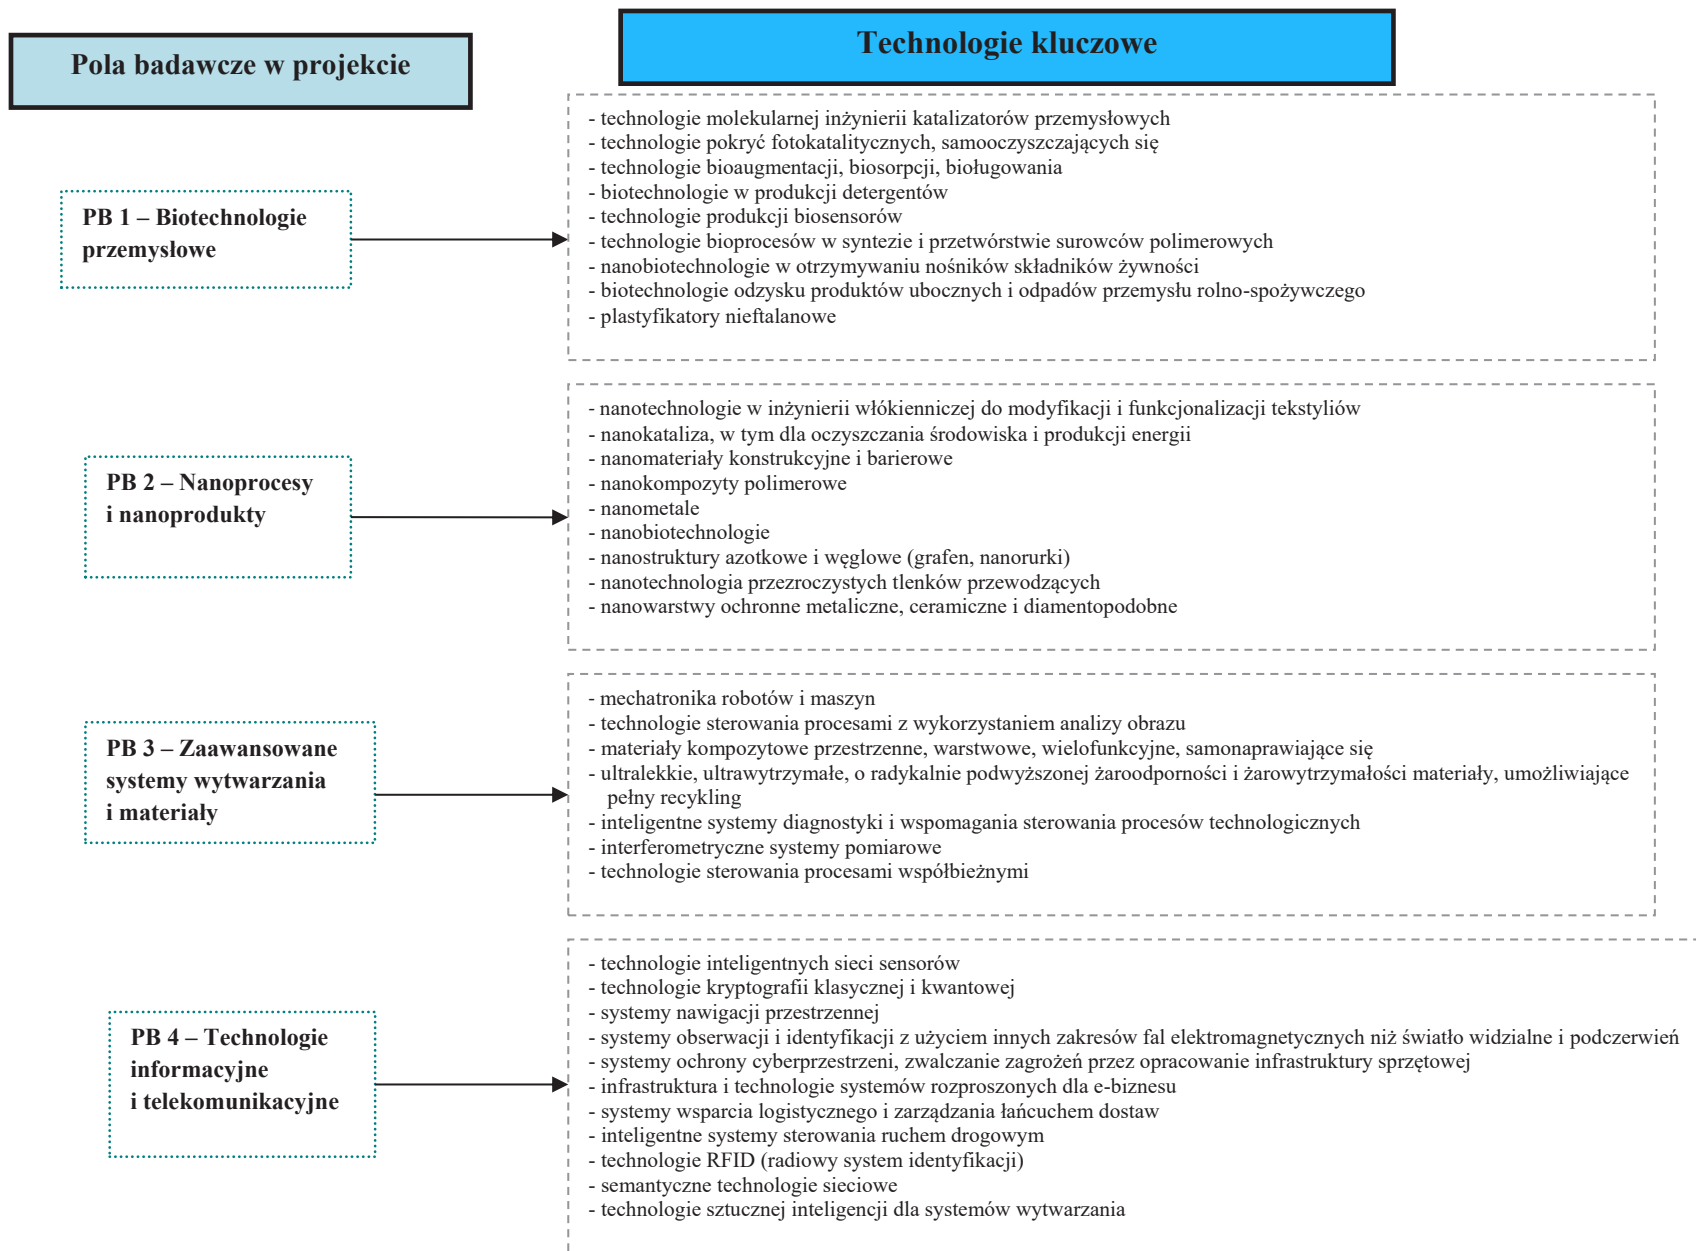 Pola badawcze w projekcie
Technologie kluczowe
PB 1 – Biotechnologie
przemysłowe
- technologie molekularnej inżynierii katalizatorów przemysłowych
- technologie pokryć fotokatalitycznych, samooczyszczających się
- technologie bioaugmentacji, biosorpcji, bioługowania
- biotechnologie w produkcji detergentów
- technologie produkcji biosensorów
- technologie bioprocesów w syntezie i przetwórstwie surowców polimerowych
- nanobiotechnologie w otrzymywaniu nośników składników żywności
- biotechnologie odzysku produktów ubocznych i odpadów przemysłu rolno-spożywczego
- plastyfikatory nieftalanowe
PB 2 – Nanoprocesy
i nanoprodukty
- nanotechnologie w inżynierii włókienniczej do modyfikacji i funkcjonalizacji tekstyliów
- nanokataliza, w tym dla oczyszczania środowiska i produkcji energii
- nanomateriały konstrukcyjne i barierowe
- nanokompozyty polimerowe
- nanometale
- nanobiotechnologie
- nanostruktury azotkowe i węglowe (grafen, nanorurki)
- nanotechnologia przezroczystych tlenków przewodzących
- nanowarstwy ochronne metaliczne, ceramiczne i diamentopodobne
PB 3 – Zaawansowane
systemy wytwarzania
i materiały
- mechatronika robotów i maszyn
- technologie sterowania procesami z wykorzystaniem analizy obrazu
- materiały kompozytowe przestrzenne, warstwowe, wielofunkcyjne, samonaprawiające się
- ultralekkie, ultrawytrzymałe, o radykalnie podwyższonej żaroodporności i żarowytrzymałości materiały, umożliwiające
pełny recykling
- inteligentne systemy diagnostyki i wspomagania sterowania procesów technologicznych
- interferometryczne systemy pomiarowe
- technologie sterowania procesami współbieżnymi
PB 4 – Technologie
informacyjne
i telekomunikacyjne
- technologie inteligentnych sieci sensorów
- technologie kryptografii klasycznej i kwantowej
- systemy nawigacji przestrzennej
- systemy obserwacji i identyfikacji z użyciem innych zakresów fal elektromagnetycznych niż światło widzialne i podczerwień
- systemy ochrony cyberprzestrzeni, zwalczanie zagrożeń przez opracowanie infrastruktury sprzętowej
- infrastruktura i technologie systemów rozproszonych dla e-biznesu
- systemy wsparcia logistycznego i zarządzania łańcuchem dostaw
- inteligentne systemy sterowania ruchem drogowym
- technologie RFID (radiowy system identyfikacji)
- semantyczne technologie sieciowe
- technologie sztucznej inteligencji dla systemów wytwarzania